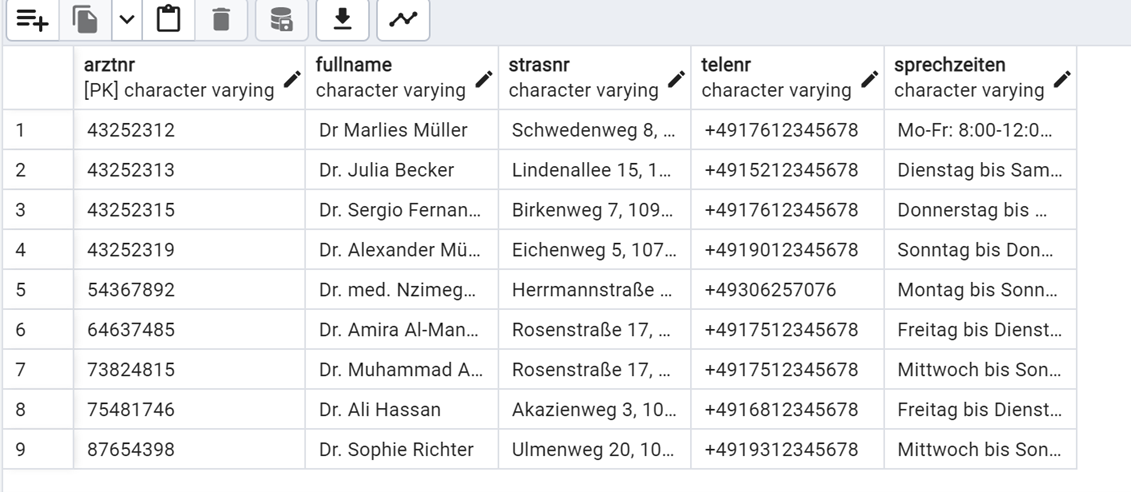 arztnr fullname strasnr telenr sprechzeiten
[PK] character varying character varying character varying character varying character varying
1 43252312 Dr Marlies Müller Schwedenweg 8, … +4917612345678 Mo-Fr: 8:00-12:0…
2 43252313 Dr. Julia Becker Lindenallee 15, 1… +4915212345678 Dienstag bis Sam…
3 43252315 Dr. Sergio Fernan… Birkenweg 7, 109… +4917612345678 Donnerstag bis …
4 43252319 Dr. Alexander Mü… Eichenweg 5, 107… +4919012345678 Sonntag bis Don…
5 54367892 Dr. med. Nzimeg… Herrmannstraße … +49306257076 Montag bis Sonn…
6 64637485 Dr. Amira Al-Man… Rosenstraße 17, … +4917512345678 Freitag bis Dienst…
7 73824815 Dr. Muhammad A… Rosenstraße 17, … +4917512345678 Mittwoch bis Son…
8 75481746 Dr. Ali Hassan Akazienweg 3, 10… +4916812345678 Freitag bis Dienst…
9 87654398 Dr. Sophie Richter Ulmenweg 20, 10… +4919312345678 Mittwoch bis Son…